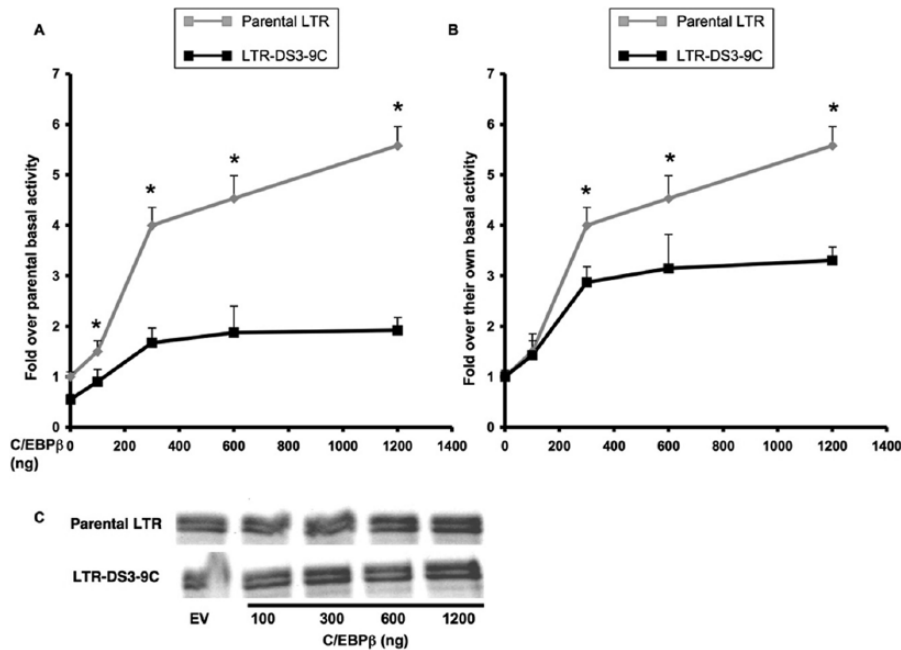 A
Parental LTR
LTR-DS3-9C
Fold over parental basal activity
7
6
5
4
3
2
1
0
* * * *
0 200 400 600 800 1000 1200 1400
C/EBPβ
(ng)
B
Parental LTR
LTR-DS3-9C
Fold over their own basal activity
7
6
5
4
3
2
1
0
* * *
0 200 400 600 800 1000 1200 1400
C
Parental LTR
LTR-DS3-9C
EV 100 300 600 1200
C/EBPβ (ng)